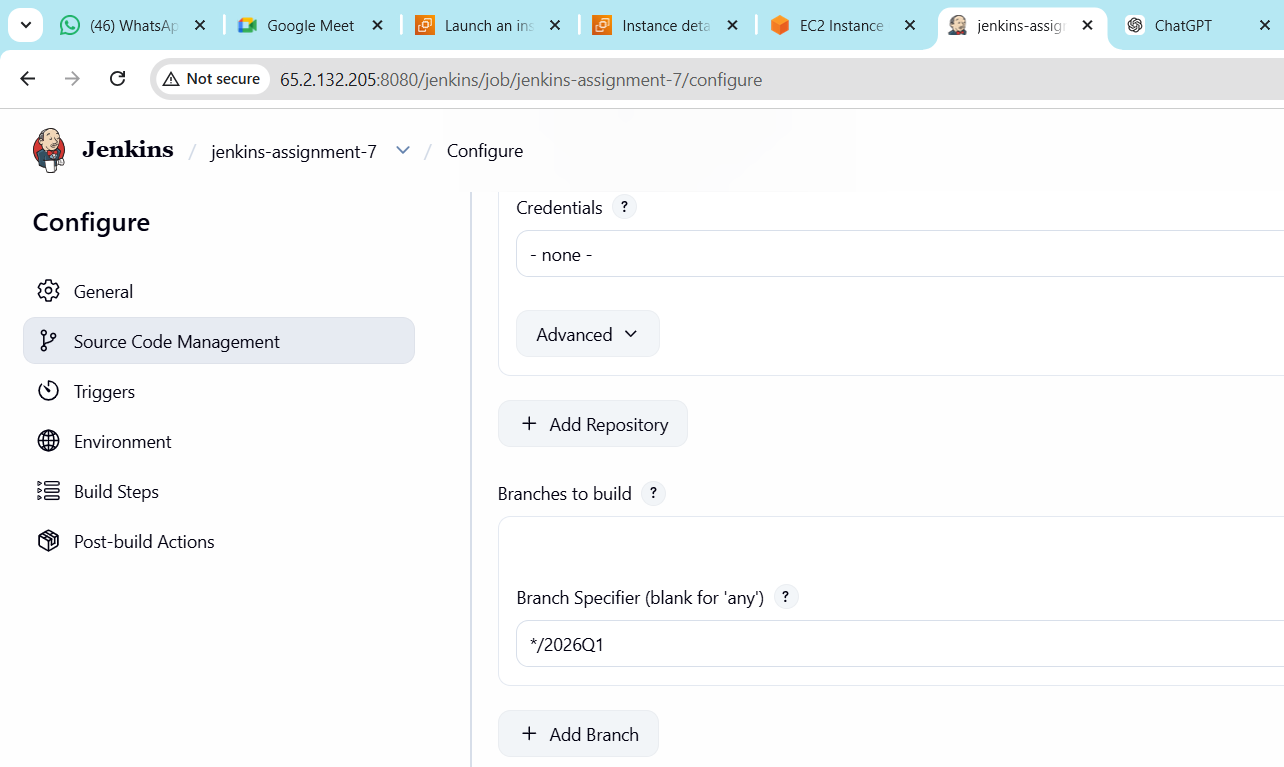 (46) WhatsAp
Google Meet
Launch an ins
Instance deta
EC2 Instance
jenkins-assign
ChatGPT
Not secure
65.2.132.205:8080/jenkins/job/jenkins-assignment-7/configure
Jenkins / jenkins-assignment-7 / Configure
Configure
General
Source Code Management
Triggers
Environment
Build Steps
Post-build Actions
Credentials ?
- none -
Advanced
+ Add Repository
Branches to build ?
Branch Specifier (blank for 'any') ?
*/2026Q1
+ Add Branch